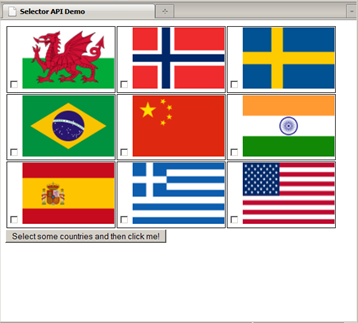 Selector API Demo
Select some countries and then click me!